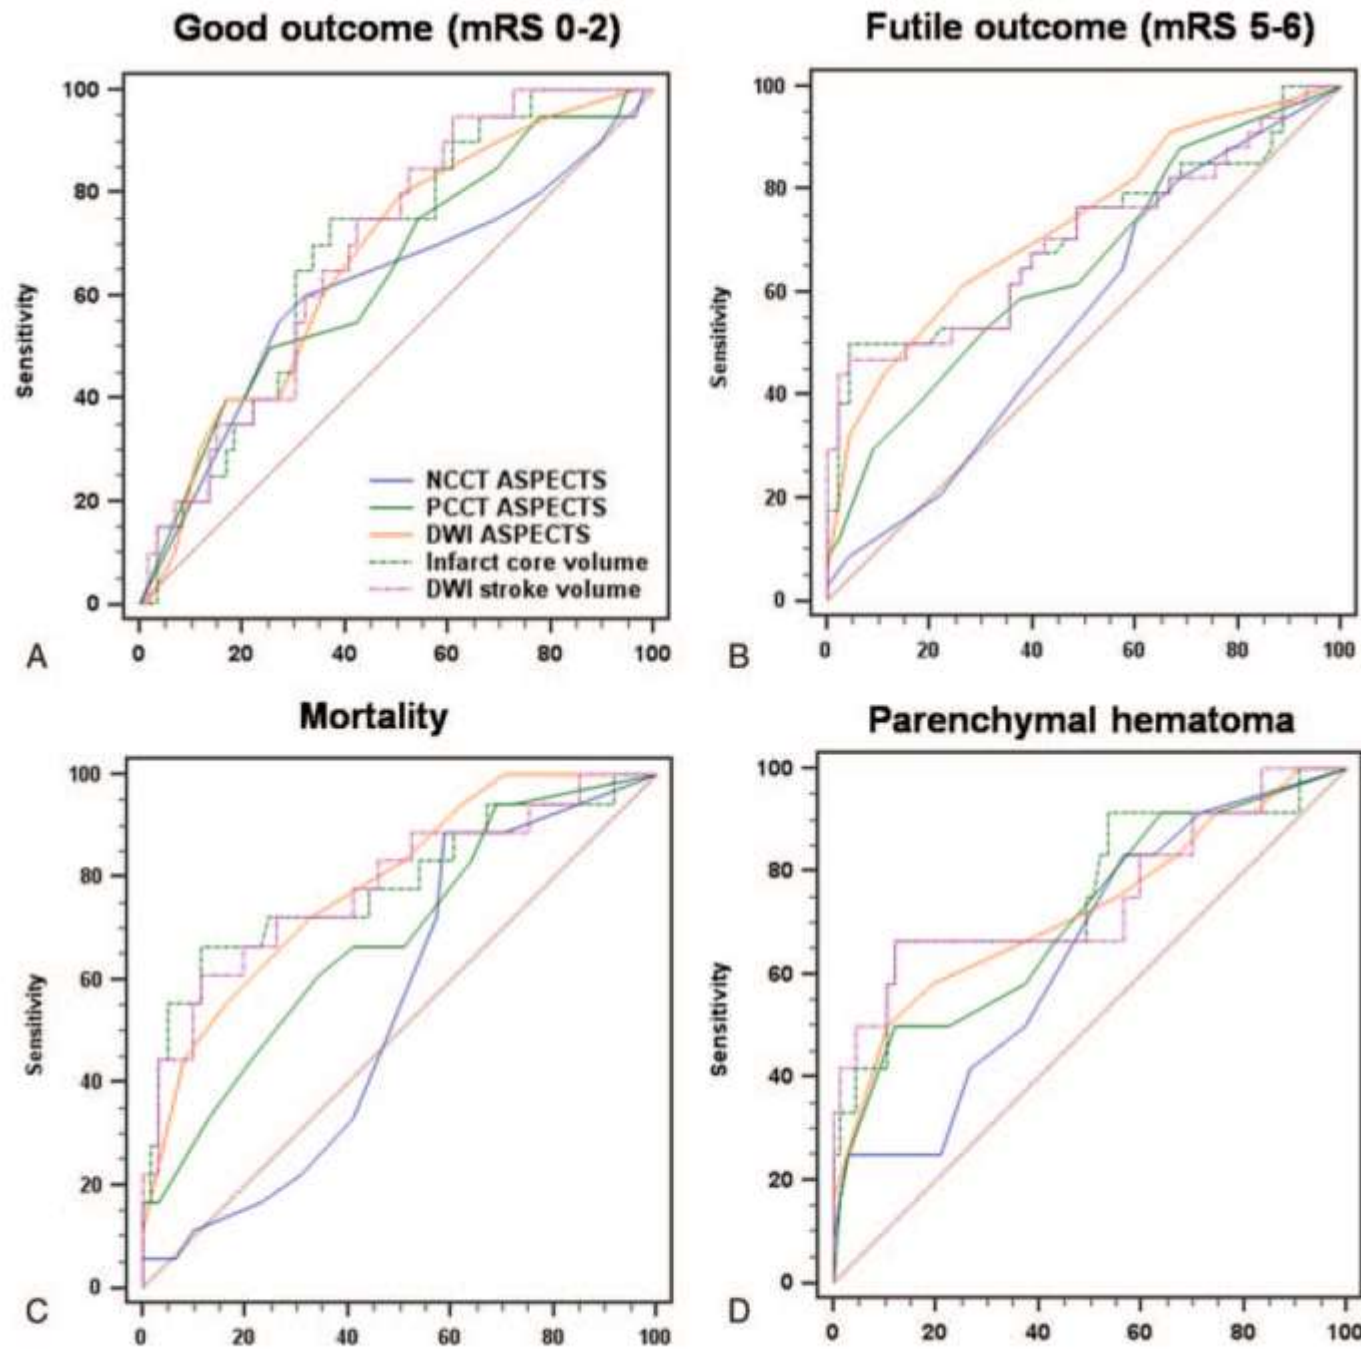 Good outcome (mRS 0-2)
Sensitivity
100
80
60
40
20
0
NCCT ASPECTS
PCCT ASPECTS
DWI ASPECTS
Infarct core volume
DWI stroke volume
0 20 40 60 80 100
A
Futile outcome (mRS 5-6)
Sensitivity
100
80
60
40
20
0
0 20 40 60 80 100
B
Mortality
Sensitivity
100
80
60
40
20
0
0 20 40 60 80 100
C
Parenchymal hematoma
Sensitivity
100
80
60
40
20
0
0 20 40 60 80 100
D